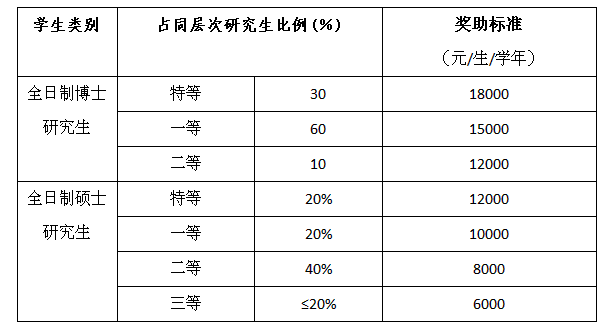 学生类别 占同层次研究生比例(%) 奖助标准
（元/生/学年）
全日制博士 特等 30 18000
研究生 一等 60 15000
二等 10 12000
全日制硕士 特等 20% 12000
研究生 一等 20% 10000
二等 40% 8000
三等 ≤20% 6000